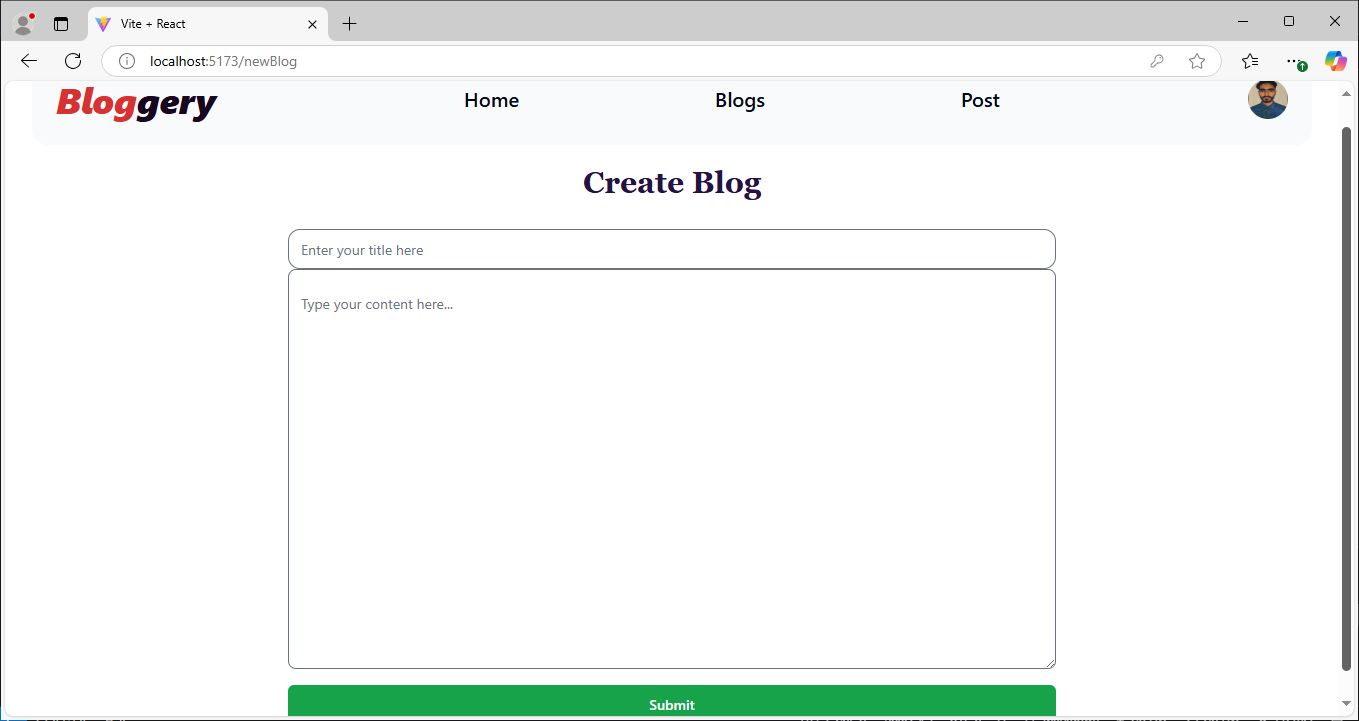 Vite + React
localhost:5173/newBlog
Bloggery Home Blogs Post
Create Blog
Enter your title here
Type your content here...
Submit